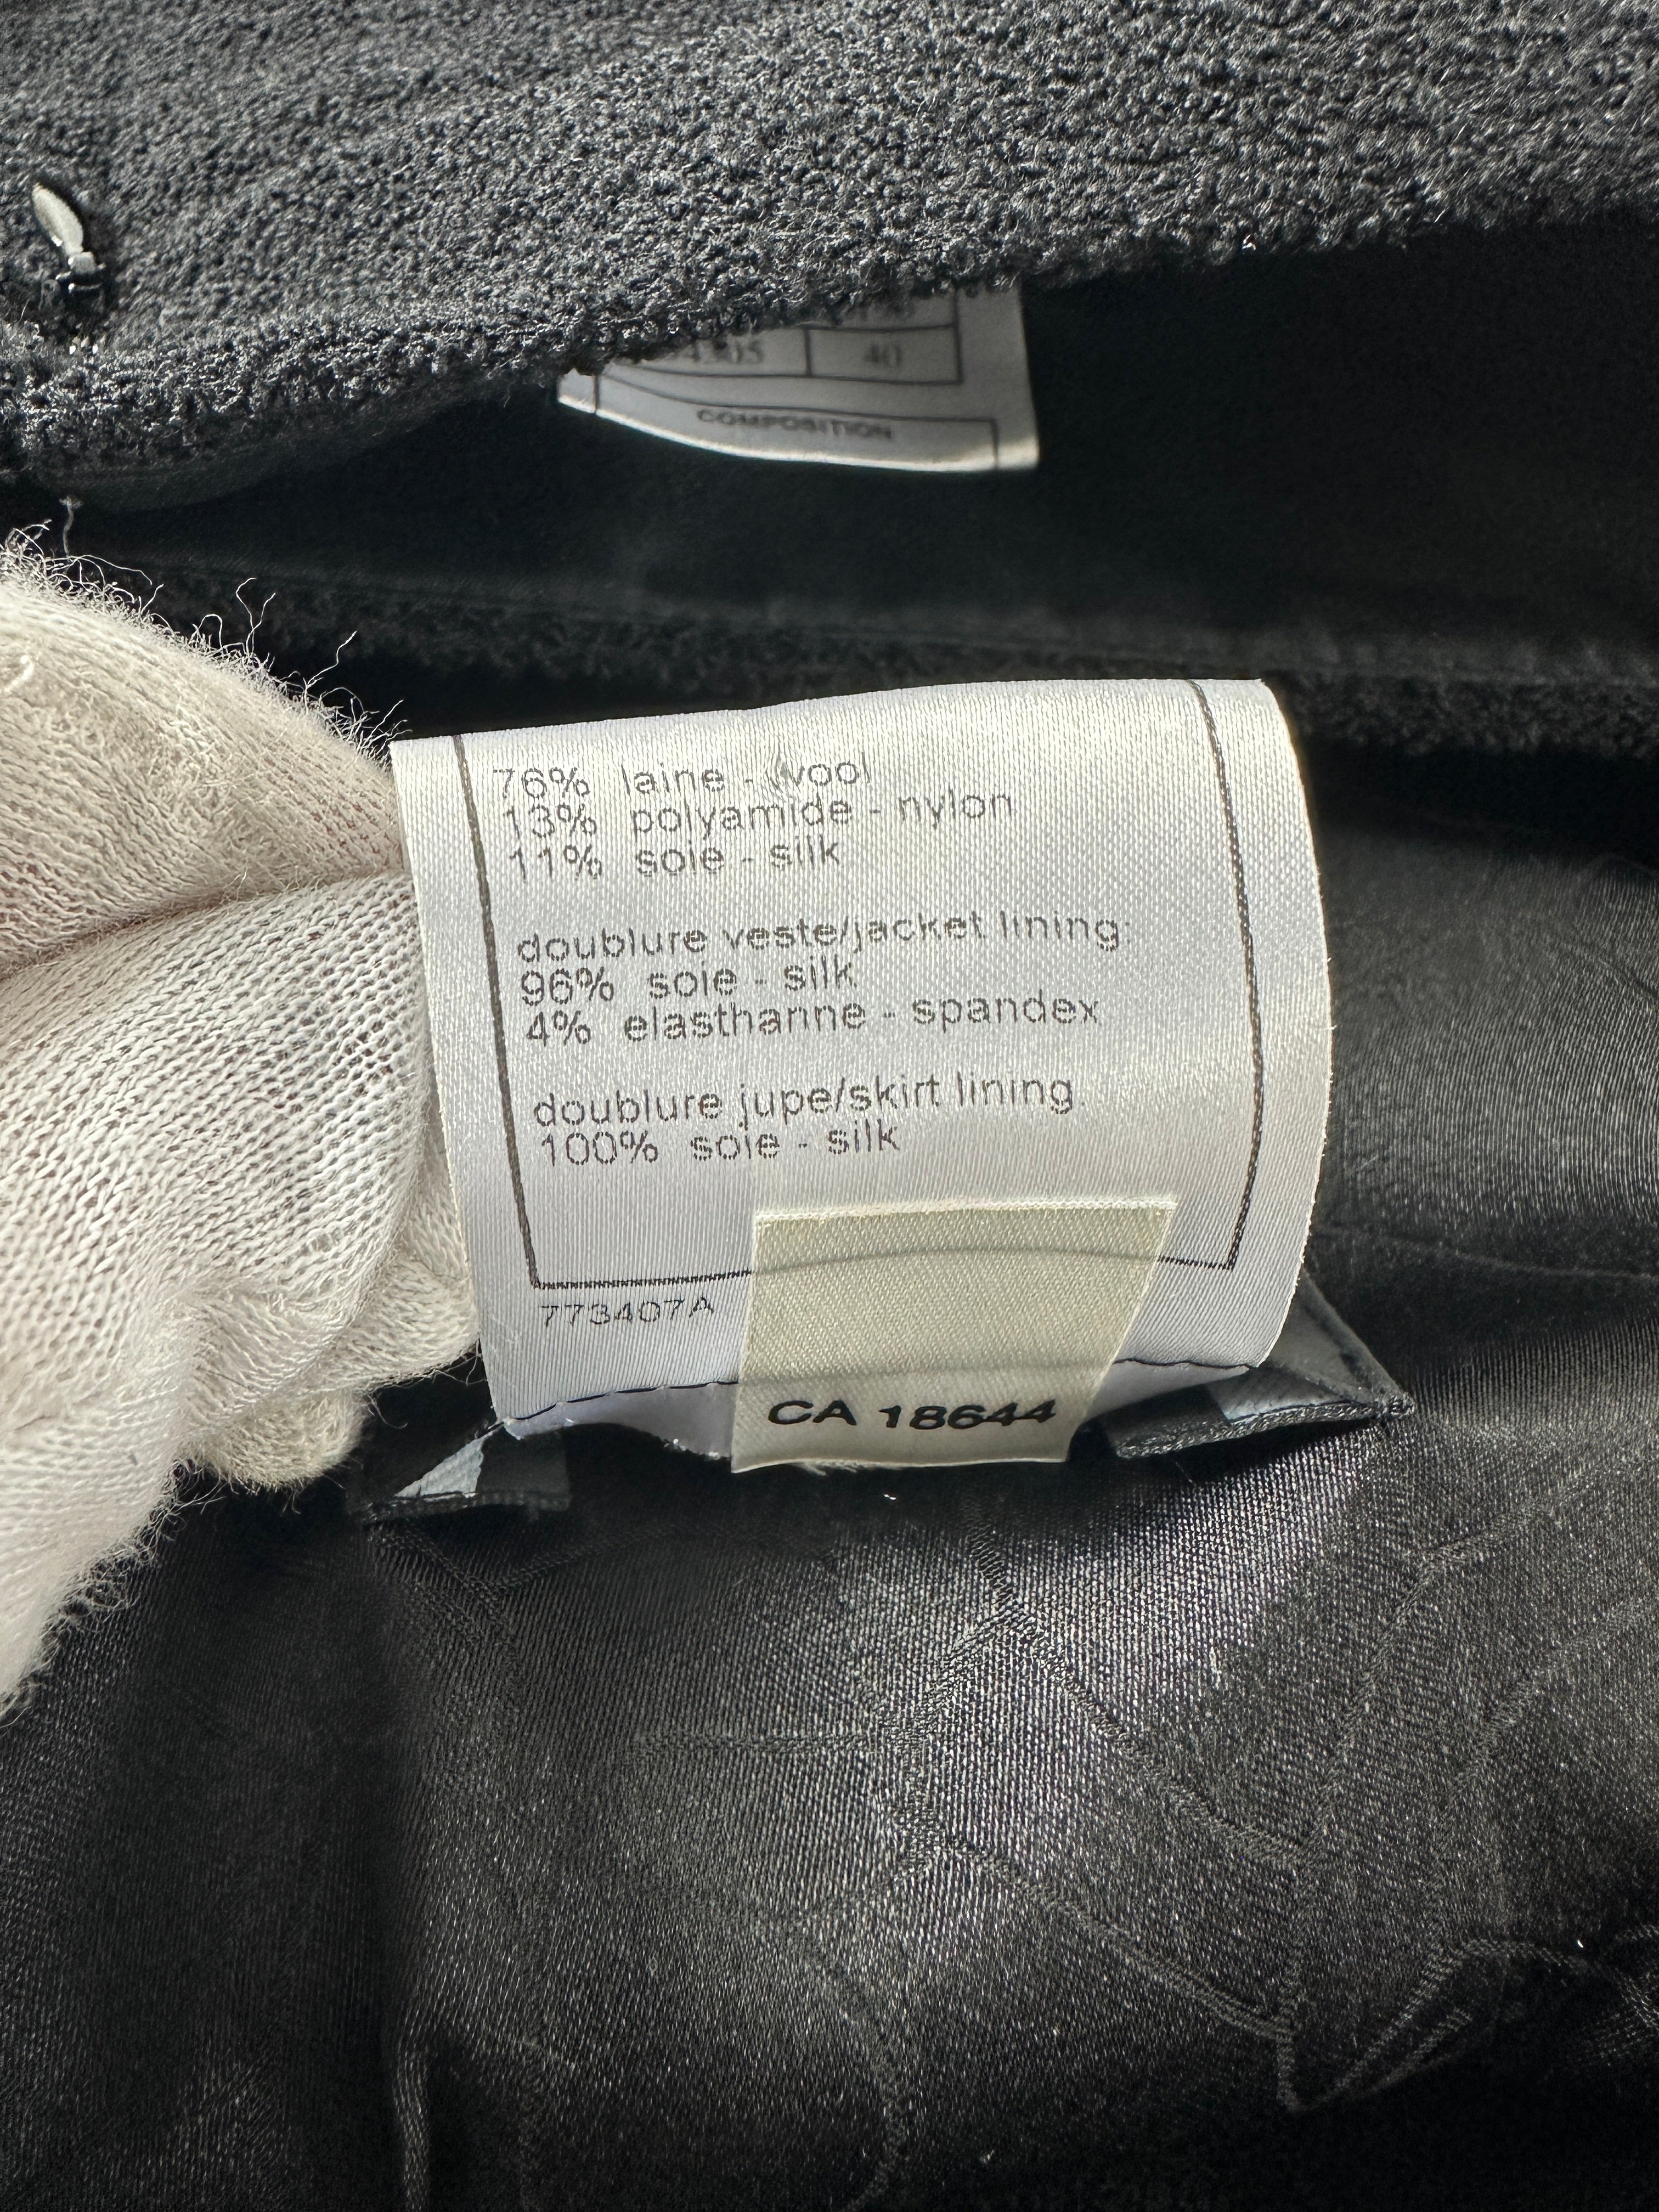 40
COMPOSITION
76% laine - wool
13% polyamide - nylon
11% soie - silk
doublure veste/jacket lining:
96% soie - silk
4% elasthanne - spandex
doublure jupe/skirt lining:
100% soie - silk
773407A
CA 18644